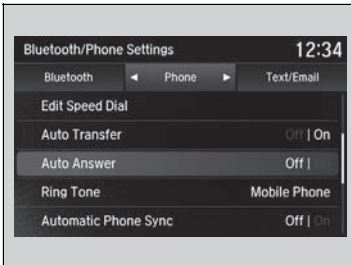 Bluetooth/Phone Settings 12:34
Bluetooth ◄ Phone ► Text/Email
Edit Speed Dial
Auto Transfer Off | On
Auto Answer Off |
Ring Tone Mobile Phone
Automatic Phone Sync Off | On